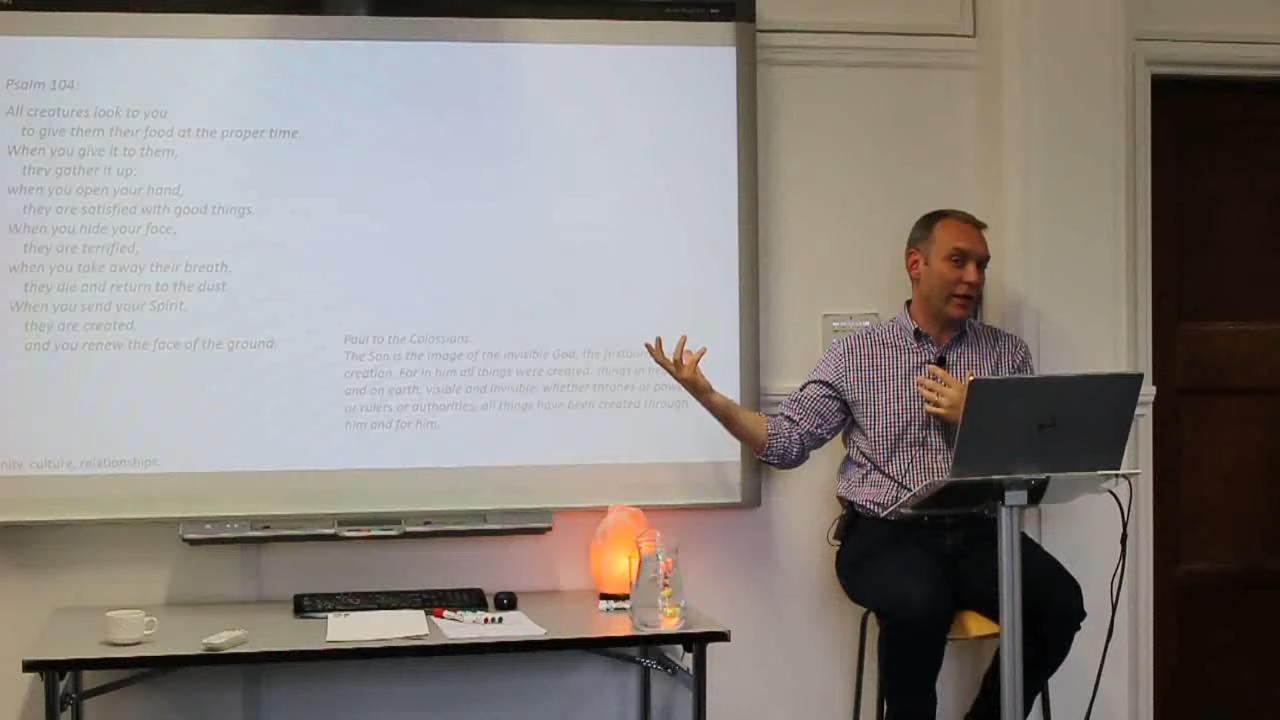 Psalm 104:
All creatures look to you
to give them their food at the proper time.
When you give it to them,
they gather it up;
when you open your hand,
they are satisfied with good things.
When you hide your face,
they are terrified;
when you take away their breath,
they die and return to the dust.
When you send your Spirit,
they are created,
and you renew the face of the ground.
Paul to the Colossians:
The Son is the image of the invisible God, the
creation. For in him all things were created: things in
and on earth, visible and invisible, whether thrones or
or rulers or authorities; all things have been created through
him and for him.
culture, relationships.